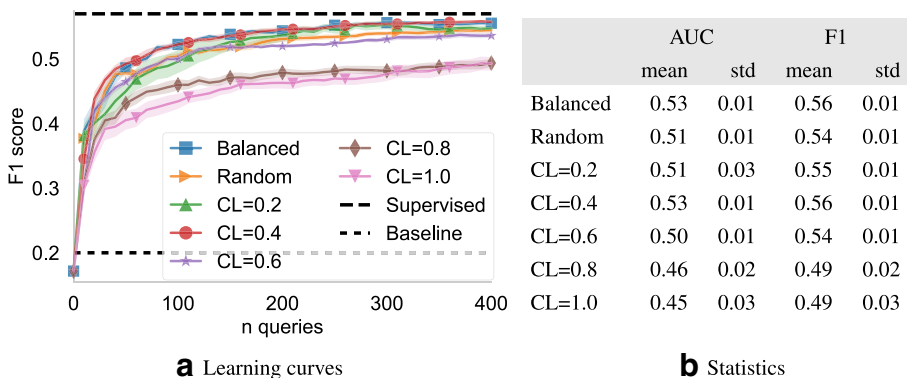 F1 score
0.5
0.4
0.3
0.2
0 100 200 300 400
n queries
Balanced
Random
CL=0.2
CL=0.4
CL=0.6
CL=0.8
CL=1.0
Supervised
Baseline
a Learning curves
AUC F1
mean std mean std
Balanced 0.53 0.01 0.56 0.01
Random 0.51 0.01 0.54 0.01
CL=0.2 0.51 0.03 0.55 0.01
CL=0.4 0.53 0.01 0.56 0.01
CL=0.6 0.50 0.01 0.54 0.01
CL=0.8 0.46 0.02 0.49 0.02
CL=1.0 0.45 0.03 0.49 0.03
b Statistics